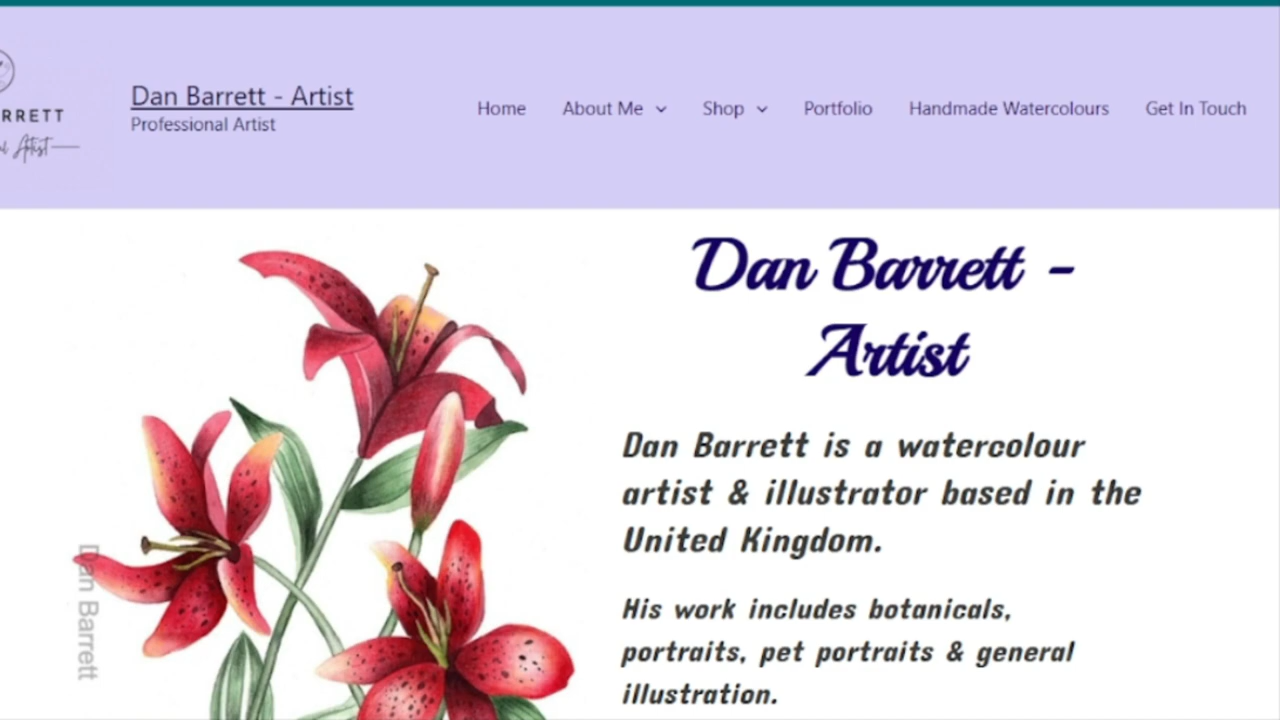 RRETT
Artist
Dan Barrett - Artist
Professional Artist
Home
About Me
Shop
Portfolio
Handmade Watercolours
Get In Touch
Dan Barrett -
Artist
Dan Barrett is a watercolour
artist & illustrator based in the
United Kingdom.
His work includes botanicals,
portraits, pet portraits & general
illustration.
Dan Barrett